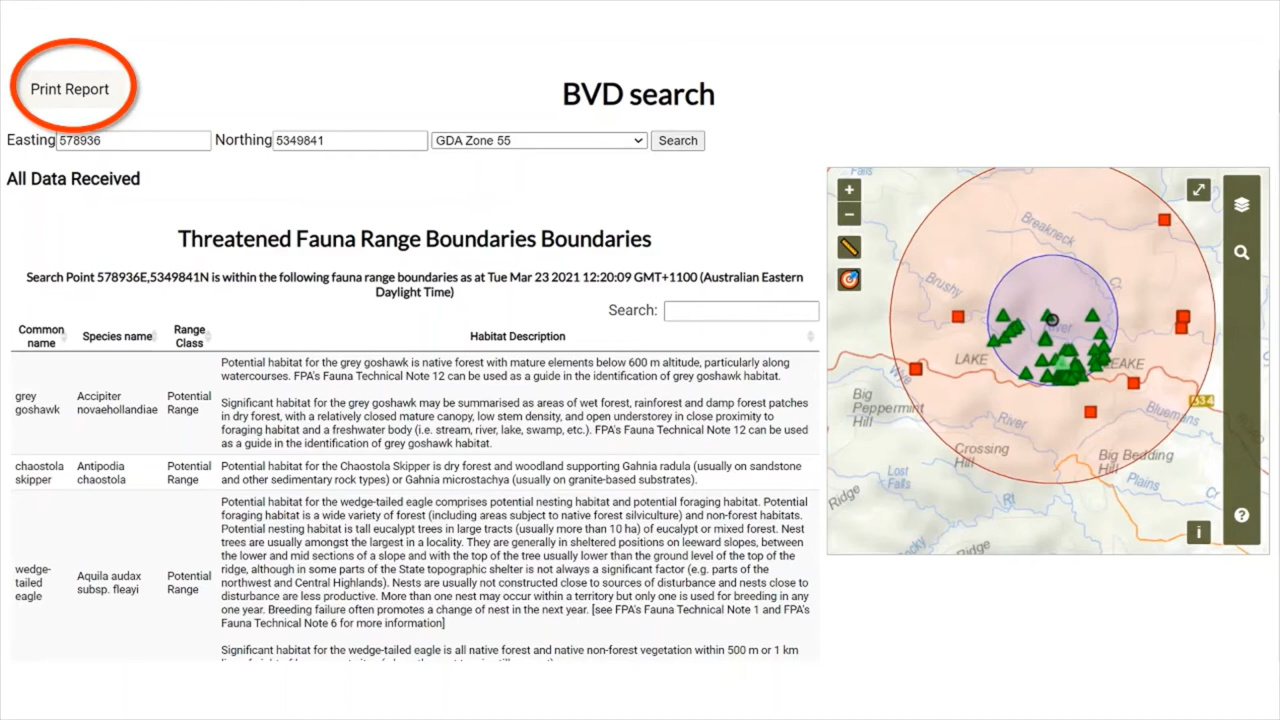 Print Report
BVD search
Easting 578936 Northing 5349841 GDA Zone 55 Search
All Data Received
Threatened Fauna Range Boundaries Boundaries
Search Point 578936E,5349841N is within the following fauna range boundaries as at Tue Mar 23 2021 12:20:09 GMT+1100 (Australian Eastern
Daylight Time)
Search:
Common name Species name Range Class Habitat Description
grey goshawk
Accipiter novaehollandiae
Potential Range
Potential habitat for the grey goshawk is native forest with mature elements below 600 m altitude, particularly along
watercourses. FPA's Fauna Technical Note 12 can be used as a guide in the identification of grey goshawk habitat.
Significant habitat for the grey goshawk may be summarised as areas of wet forest, rainforest and damp forest patches
in dry forest, with a relatively closed mature canopy, low stem density, and open understorey in close proximity to
foraging habitat and a freshwater body (i.e. stream, river, lake, swamp, etc.). FPA's Fauna Technical Note 12 can be used
as a guide in the identification of grey goshawk habitat.
chaostola skipper
Antipodia chaostola
Potential Range
Potential habitat for the Chaostola Skipper is dry forest and woodland supporting Gahnia radula (usually on sandstone
and other sedimentary rock types) or Gahnia microstachya (usually on granite-based substrates).
wedge-tailed eagle
Aquila audax subsp. fleayi
Potential Range
Potential habitat for the wedge-tailed eagle comprises potential nesting habitat and potential foraging habitat. Potential
foraging habitat is a wide variety of forest (including areas subject to native forest silviculture) and non-forest habitats.
Potential nesting habitat is tall eucalypt trees in large tracts (usually more than 10 ha) of eucalypt or mixed forest. Nest
trees are usually amongst the largest in a locality. They are generally in sheltered positions on leeward slopes, between
the lower and mid sections of a slope and with the top of the tree usually lower than the ground level of the top of the
ridge, although in some parts of the State topographic shelter is not always a significant factor (e.g. parts of the
northwest and Central Highlands). Nests are usually not constructed close to sources of disturbance and nests close to
disturbance are less productive. More than one nest may occur within a territory but only one is used for breeding in any
one year. Breeding failure often promotes a change of nest in the next year. [see FPA's Fauna Technical Note 1 and FPA's
Fauna Technical Note 6 for more information]
Significant habitat for the wedge-tailed eagle is all native forest and native non-forest vegetation within 500 m or 1 km
Falls
Breakneck
Brushy
River
LAKE
LEAKE
Big
Peppermint
Hill
River
Bluemans
B34
Crossing
Hill
Big Bedding
Hill
Lost
Falls
Plains
Cr
Ridge
Ridge